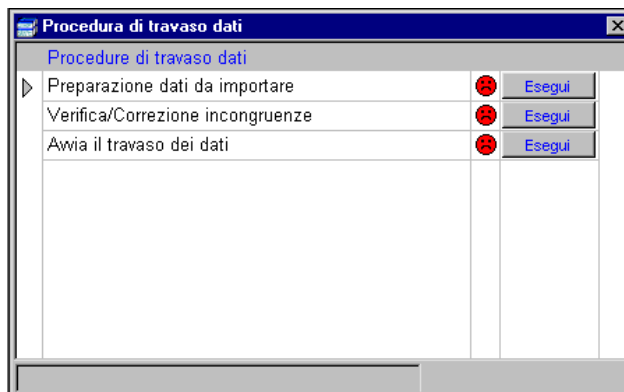 Procedura di travaso dati
Procedure di travaso dati
Preparazione dati da importare Esegui
Verifica/Correzione incongruenze Esegui
Avvia il travaso dei dati Esegui